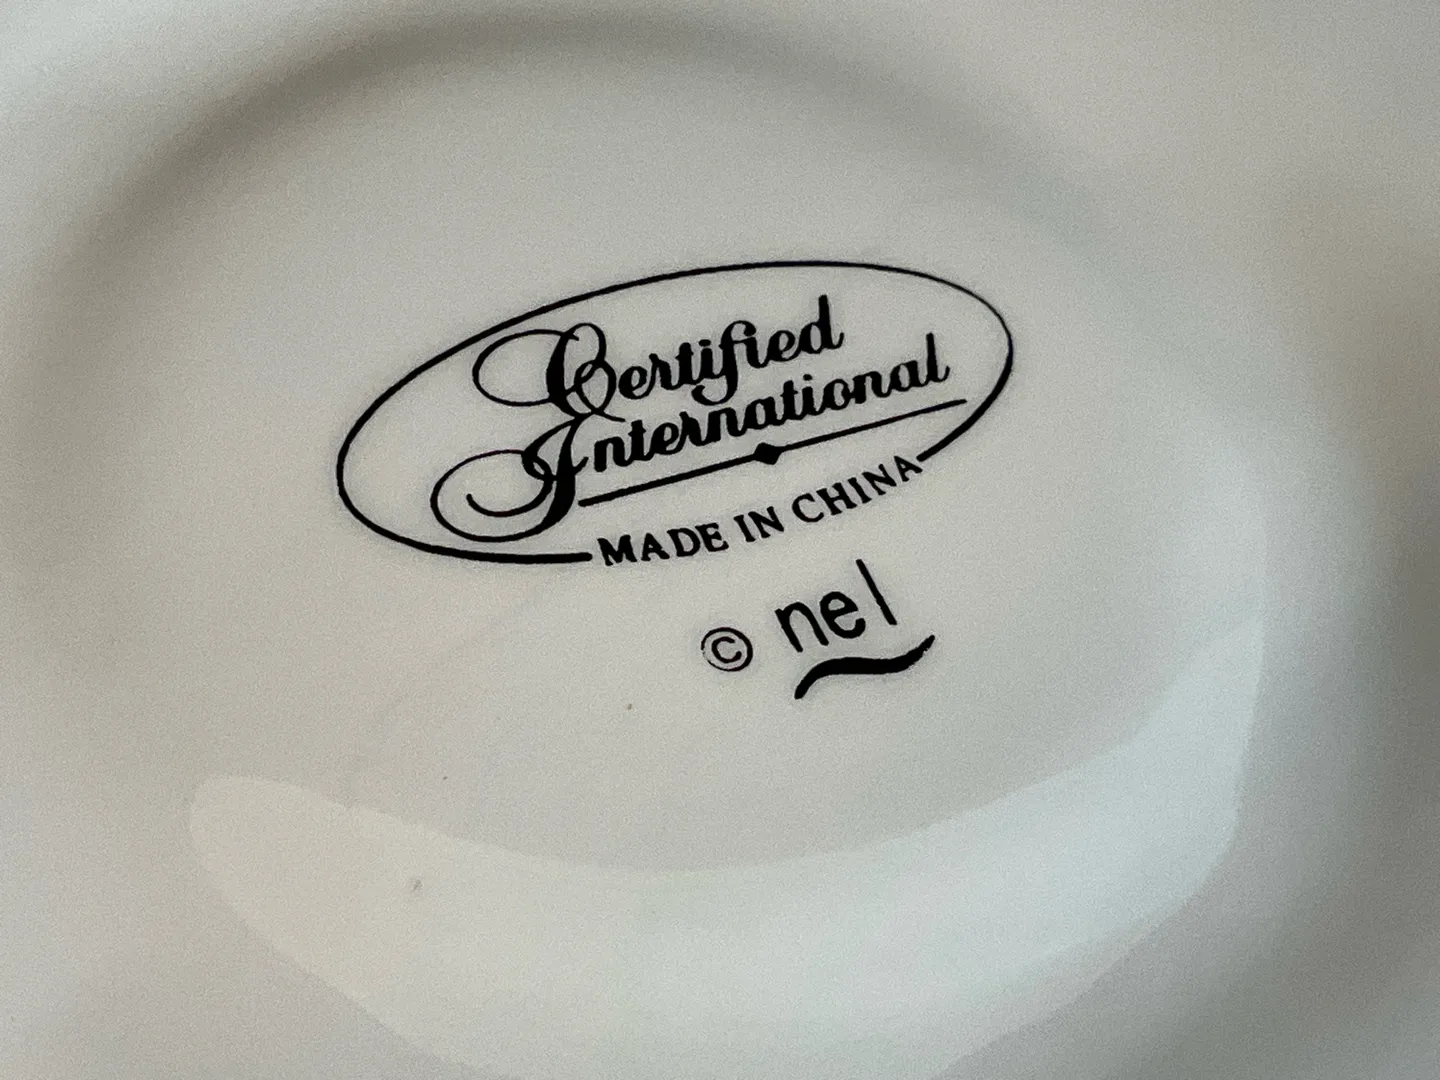 Certified
International
MADE IN CHINA
© nel